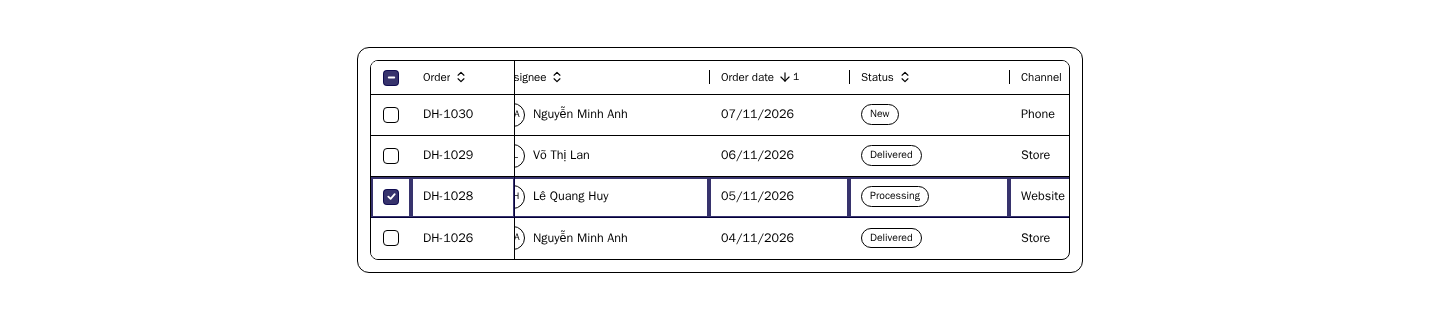 Order signee Order date 1 Status Channel
DH-1030 A Nguyễn Minh Anh 07/11/2026 New Phone
DH-1029 Võ Thị Lan 06/11/2026 Delivered Store
DH-1028 H Lê Quang Huy 05/11/2026 Processing Website
DH-1026 A Nguyễn Minh Anh 04/11/2026 Delivered Store